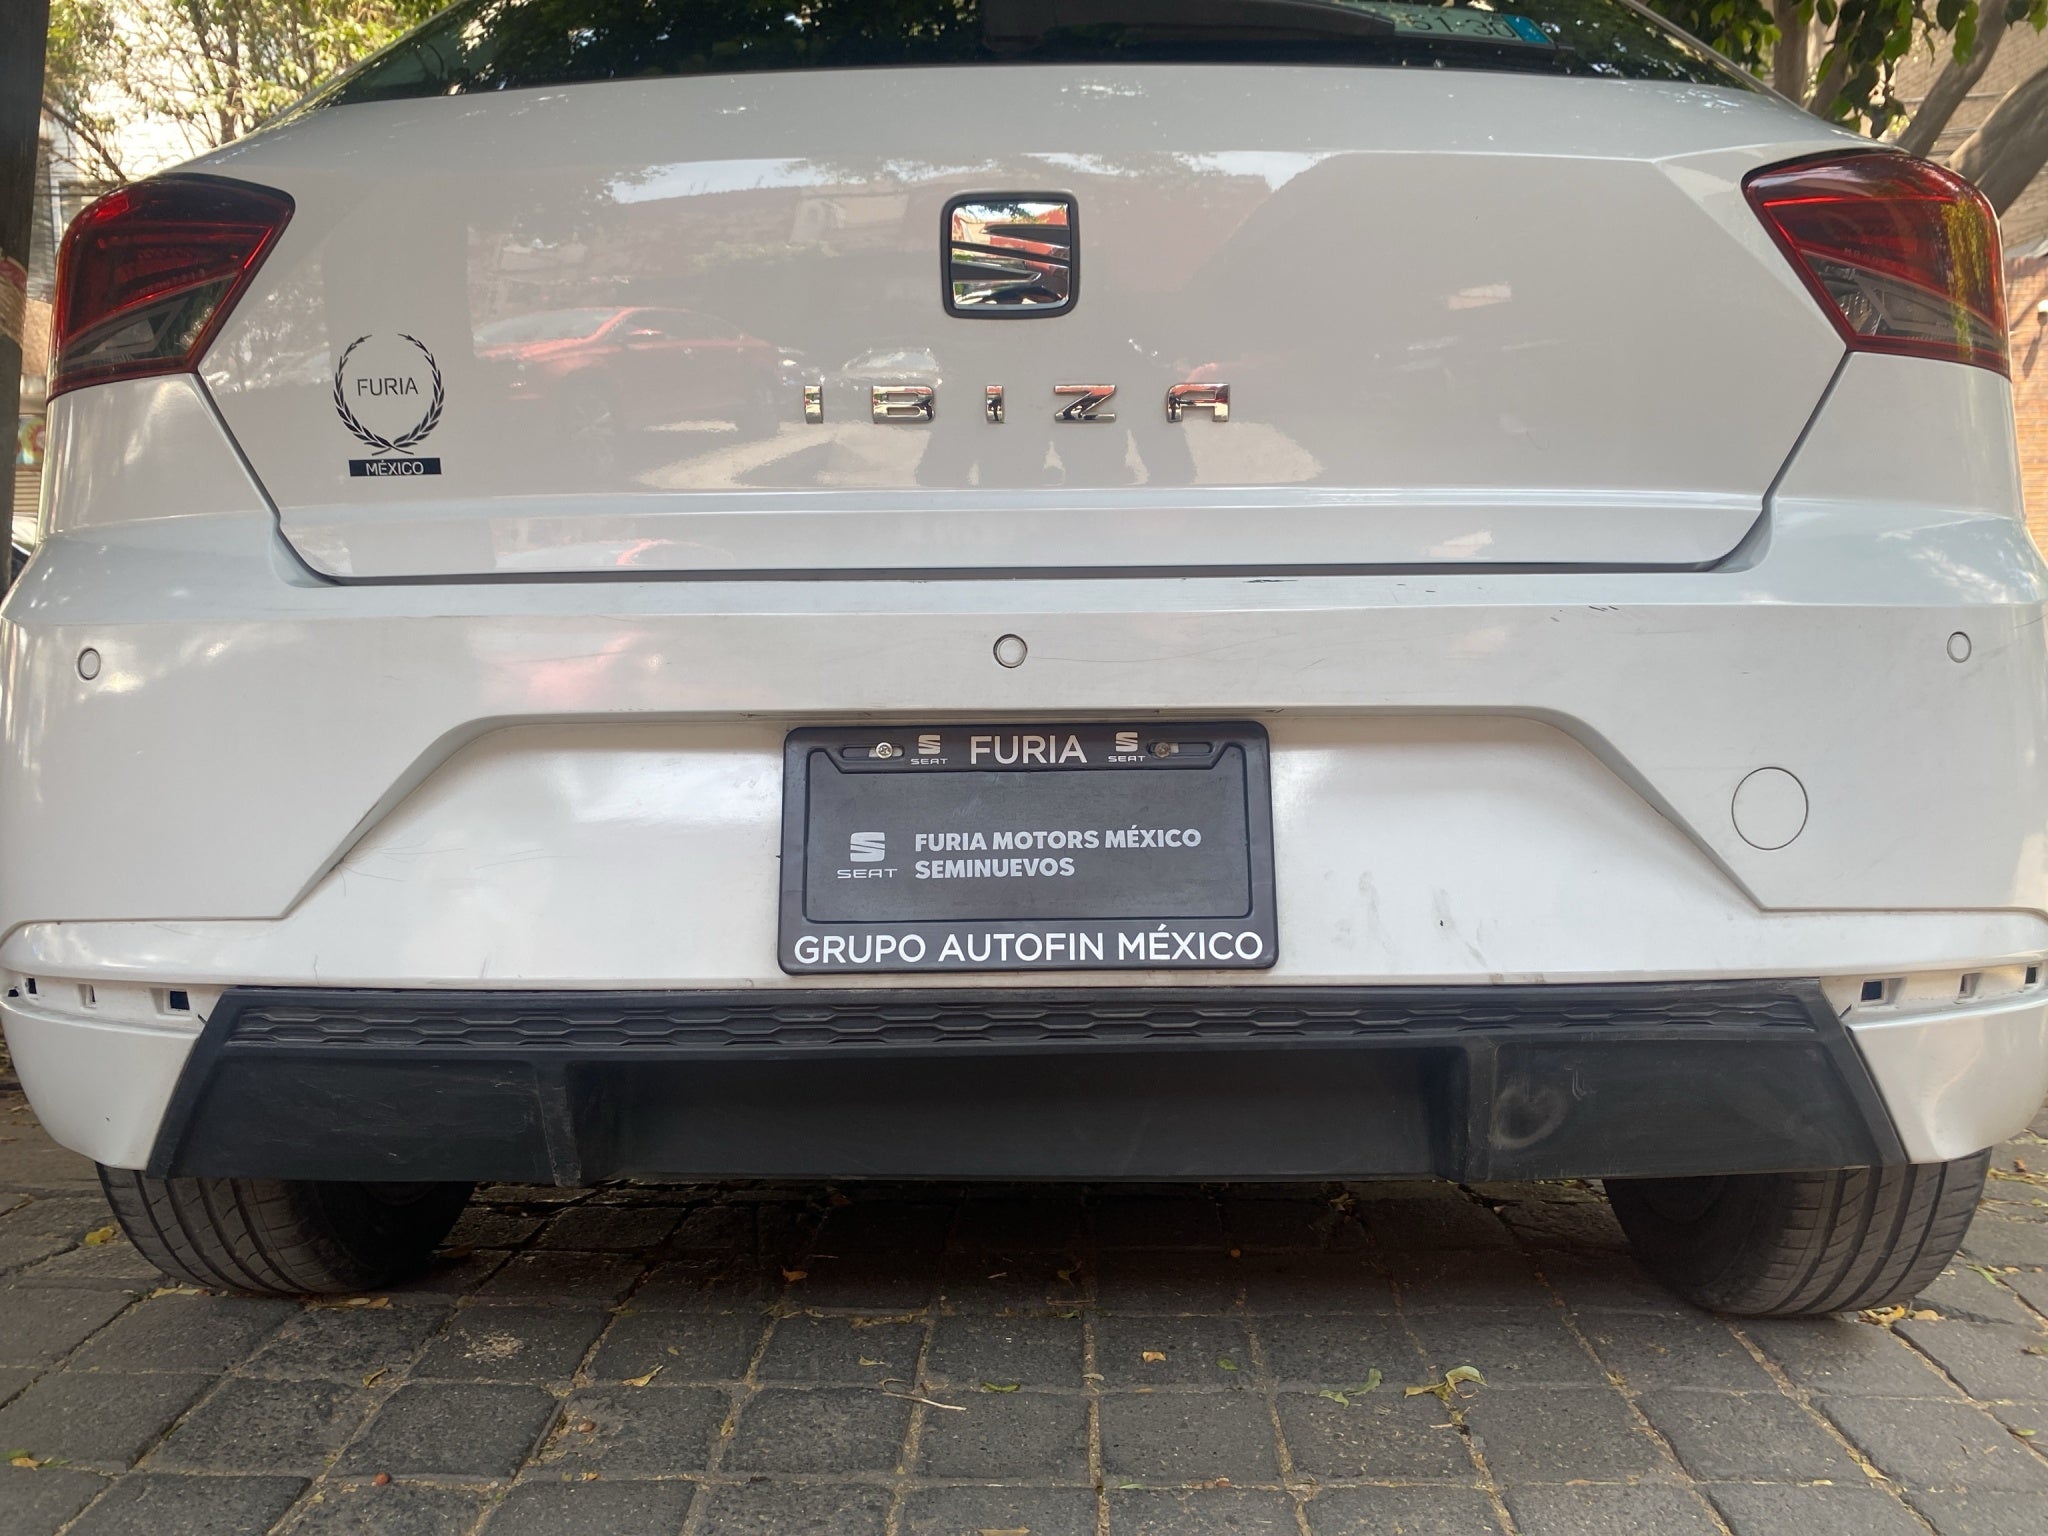 IBIZA
FURIA
MÉXICO
SEAT FURIA SEAT
FURIA MOTORS MÉXICO
SEAT SEMINUEVOS
GRUPO AUTOFIN MÉXICO